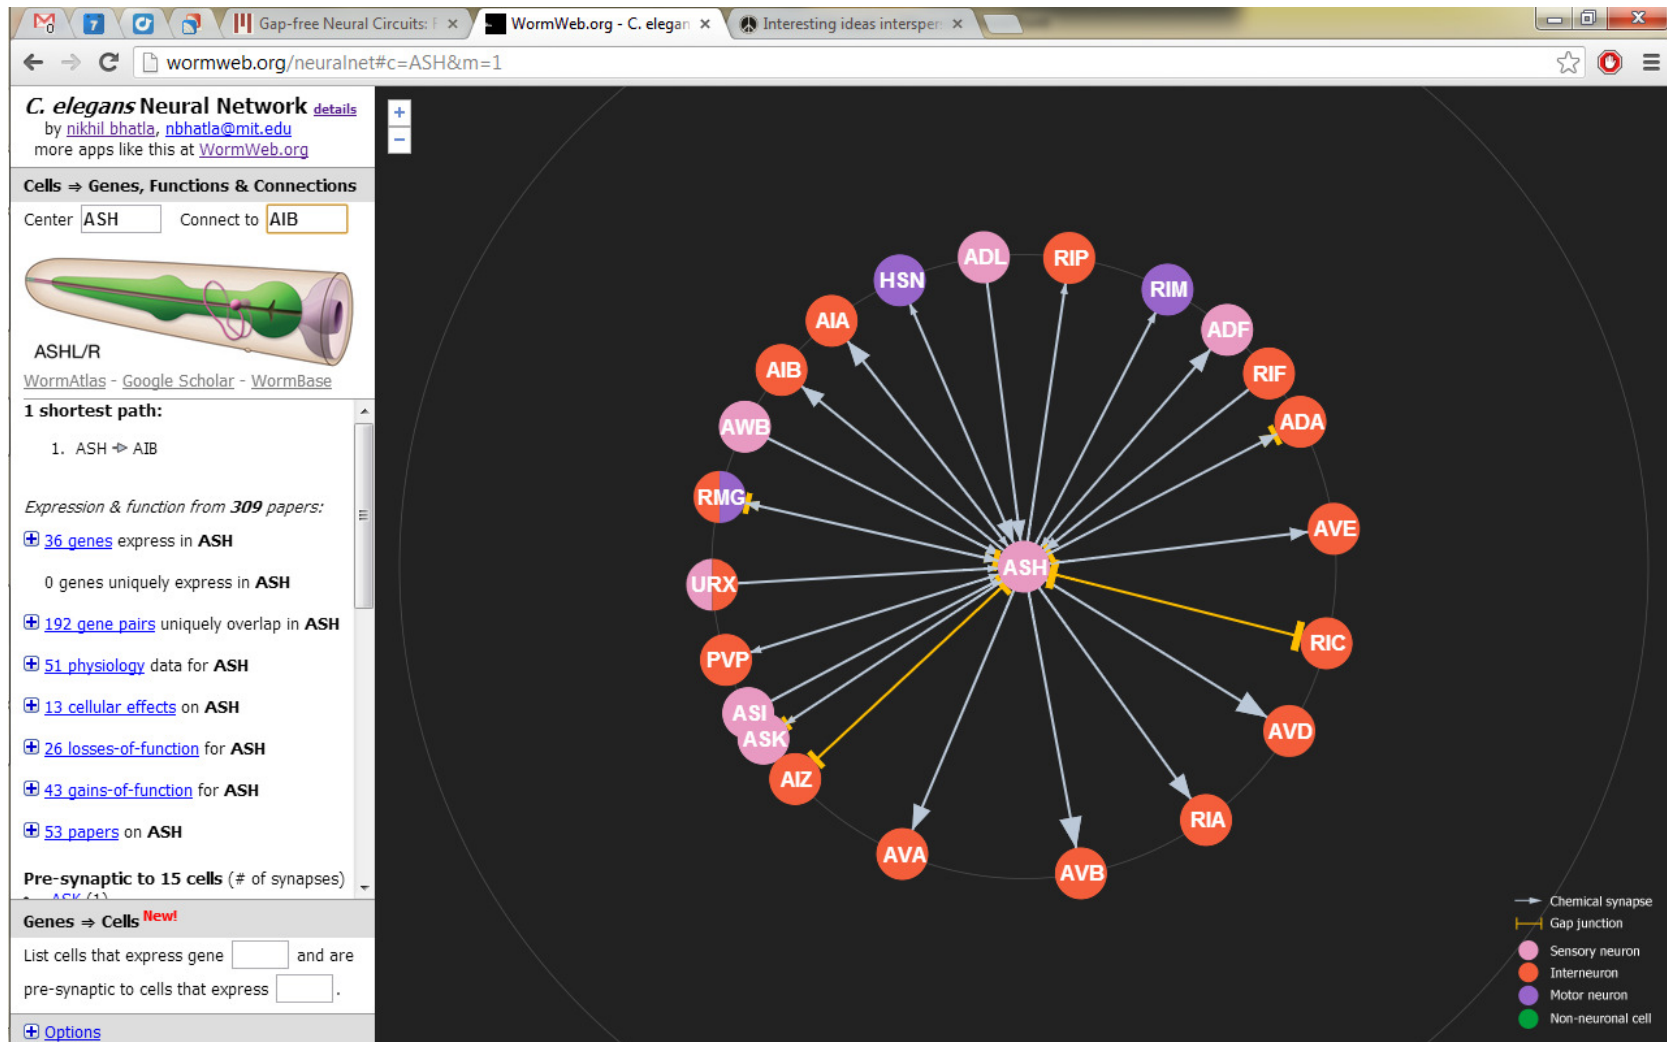 Gap-free Neural Circuits: F
WormWeb.org - C. elegan
Interesting ideas intersper
wormweb.org/neuralnet#c=ASH&m=1
C. elegans Neural Network details
by nikhil bhatla, nbhatla@mit.edu
more apps like this at WormWeb.org
Cells ⇒ Genes, Functions & Connections
Center ASH Connect to AIB
ASHL/R
WormAtlas - Google Scholar - WormBase
1 shortest path:
1. ASH ➔ AIB
Expression & function from 309 papers:
36 genes express in ASH
0 genes uniquely express in ASH
192 gene pairs uniquely overlap in ASH
51 physiology data for ASH
13 cellular effects on ASH
26 losses-of-function for ASH
43 gains-of-function for ASH
53 papers on ASH
Pre-synaptic to 15 cells (# of synapses)
ASK (1)
Genes ⇒ Cells New!
List cells that express gene and are
pre-synaptic to cells that express .
Options
+
−
ADL
RIP
HSN
RIM
AIA
ADF
AIB
RIF
AWB
ADA
RMG
AVE
ASH
URX
RIC
PVP
ASI
AVD
ASK
AIZ
RIA
AVA
AVB
Chemical synapse
Gap junction
Sensory neuron
Interneuron
Motor neuron
Non-neuronal cell